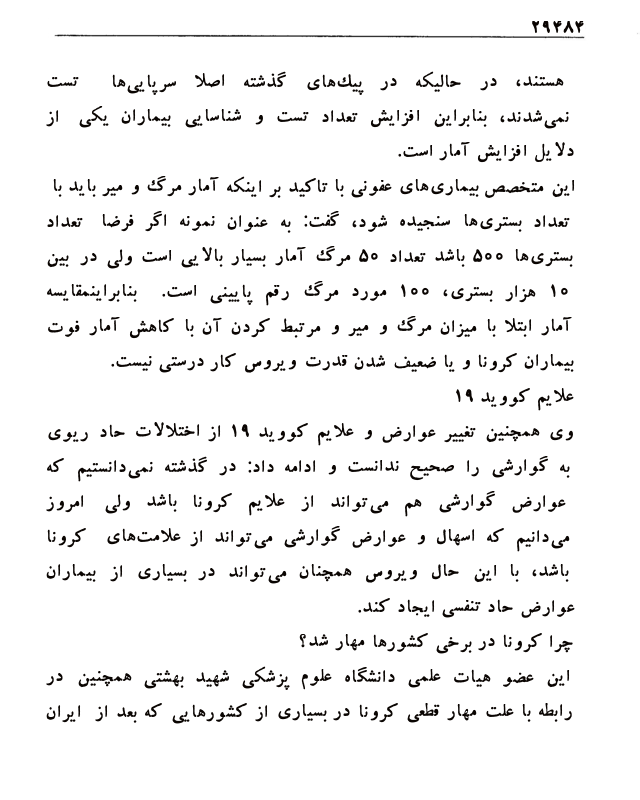 ۲۹۴۸۴
هستند، در حالیکه در پیک‌های گذشته اصلا سرپایی‌ها تست
نمی‌شدند، بنابراین افزایش تعداد تست و شناسایی بیماران یکی از
دلایل افزایش آمار است.
این متخصص بیماری‌های عفونی با تاکید بر اینکه آمار مرگ و میر باید با
تعداد بستری‌ها سنجیده شود، گفت: به عنوان نمونه اگر فرضا تعداد
بستری‌ها ۵۰۰ باشد تعداد ۵۰ مرگ آمار بسیار بالایی است ولی در بین
۱۰ هزار بستری، ۱۰۰ مورد مرگ رقم پایینی است. بنابراینمقایسه
آمار ابتلا با میزان مرگ و میر و مرتبط کردن آن با کاهش آمار فوت
بیماران کرونا و یا ضعیف شدن قدرت ویروس کار درستی نیست.
علایم کووید ۱۹
وی همچنین تغییر عوارض و علایم کووید ۱۹ از اختلالات حاد ریوی
به گوارشی را صحیح ندانست و ادامه داد: در گذشته نمی‌دانستیم که
عوارض گوارشی هم می‌تواند از علایم کرونا باشد ولی امروز
می‌دانیم که اسهال و عوارض گوارشی می‌تواند از علامت‌های کرونا
باشد، با این حال ویروس همچنان می‌تواند در بسیاری از بیماران
عوارض حاد تنفسی ایجاد کند.
چرا کرونا در برخی کشورها مهار شد؟
این عضو هیات علمی دانشگاه علوم پزشکی شهید بهشتی همچنین در
رابطه با علت مهار قطعی کرونا در بسیاری از کشورهایی که بعد از ایران